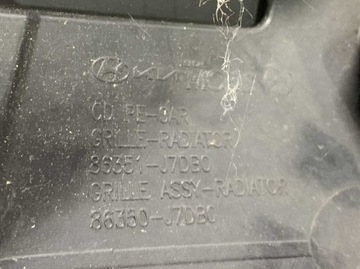 CD PE-CAR
GRILLE-RADIATOR
86351-J7DB0
GRILLE ASSY-RADIATOR
86350-J7DB0